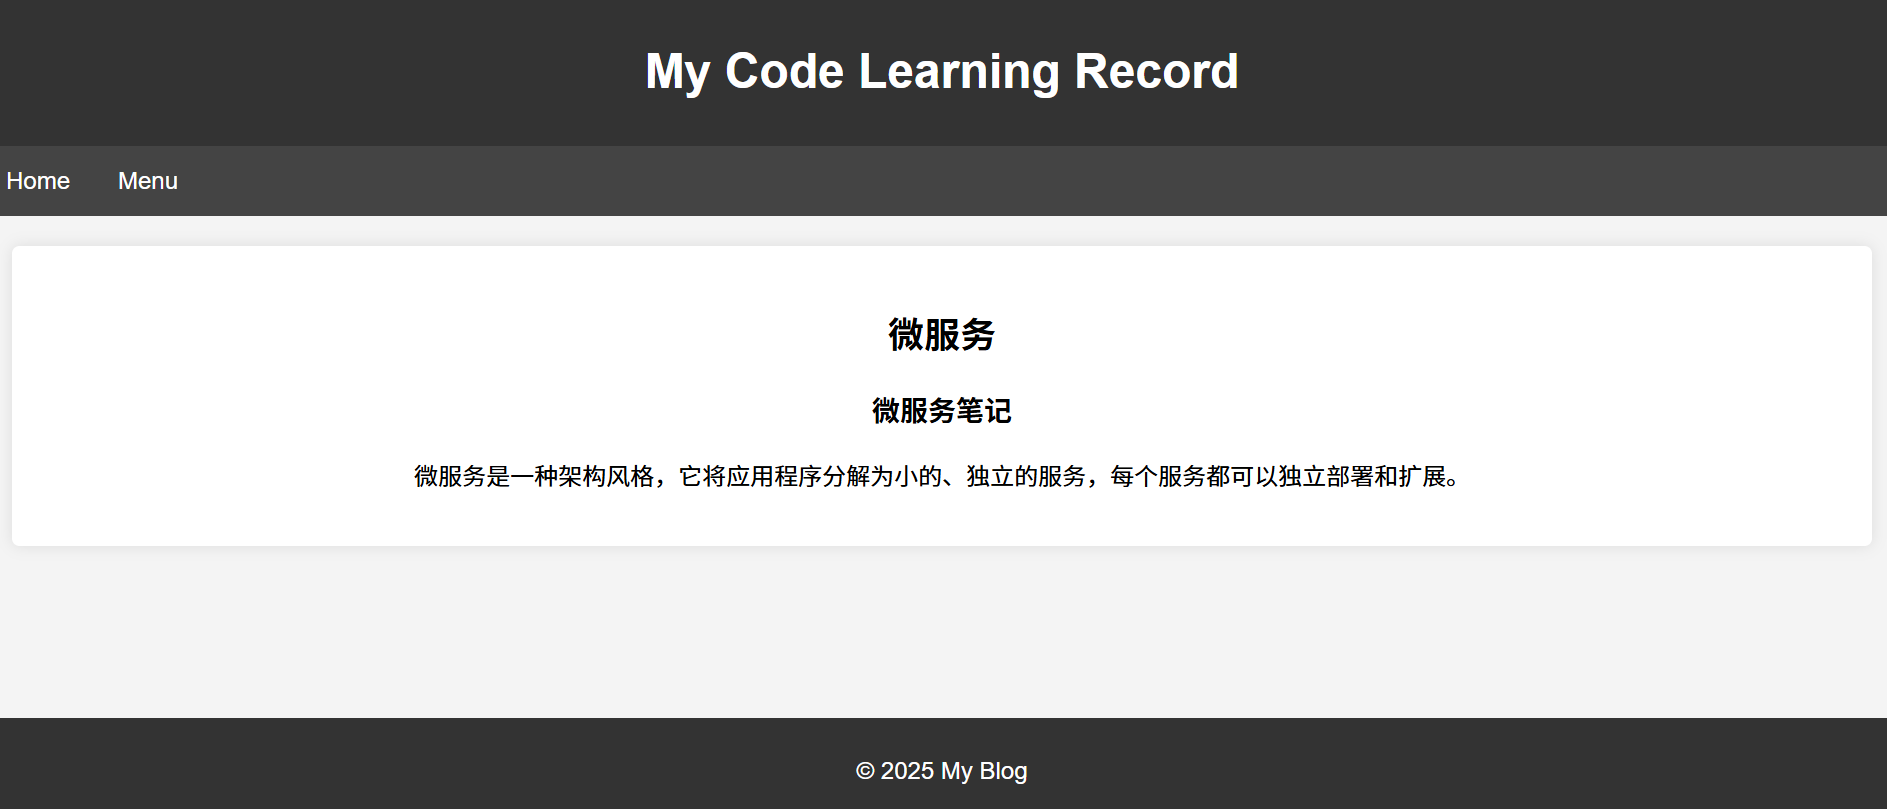 My Code Learning Record
Home Menu
微服务
微服务笔记
微服务是一种架构风格，它将应用程序分解为小的、独立的服务，每个服务都可以独立部署和扩展。
© 2025 My Blog